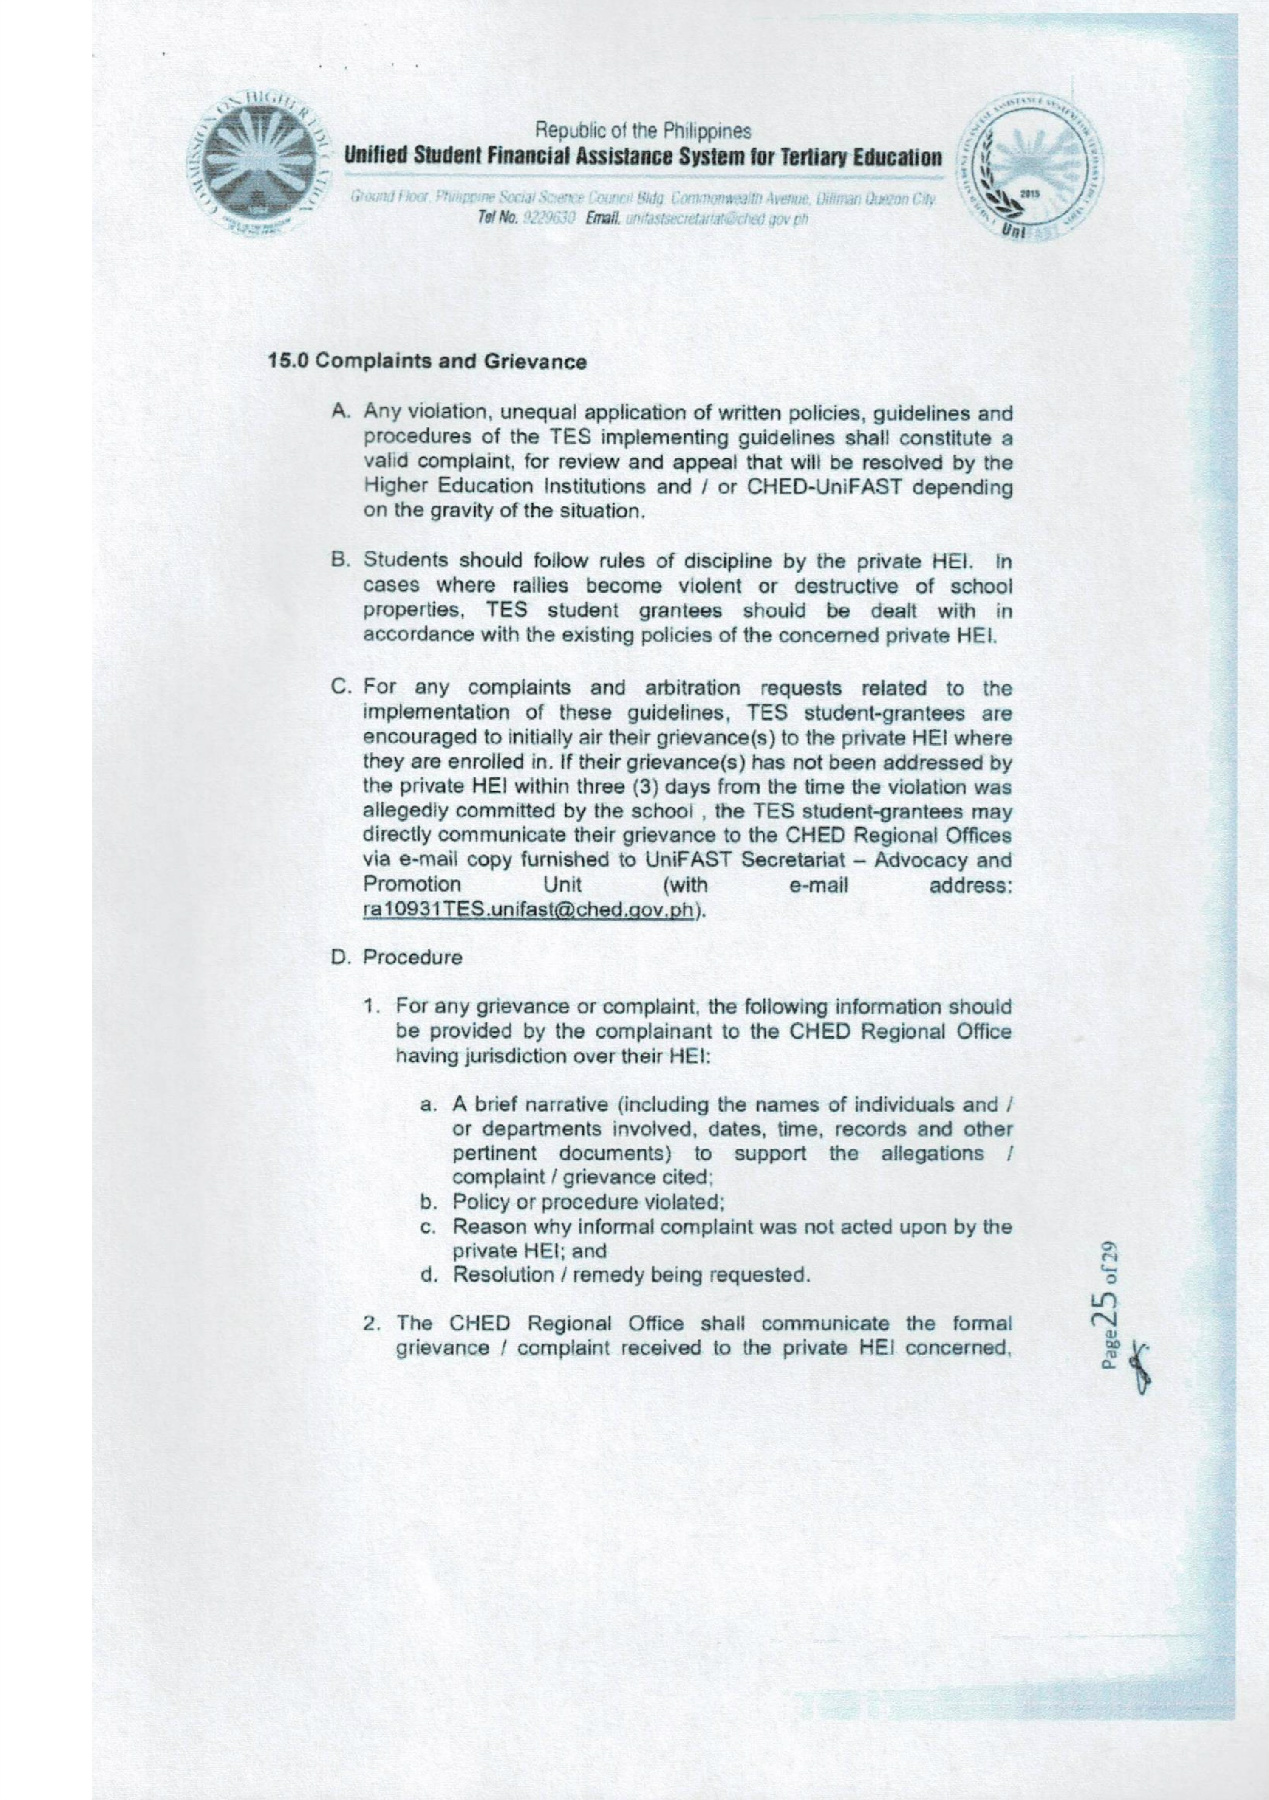 COMMISSION ON HIGHER EDUCATION
Republic of the Philippines
Unified Student Financial Assistance System for Tertiary Education
Ground Floor, Philippine Social Science Council Bldg. Commonwealth Avenue, Diliman Quezon City
Tel No. 9229630 Email. unifastsecretariat@ched.gov.ph
2015
UniFAST
15.0 Complaints and Grievance
A. Any violation, unequal application of written policies, guidelines and
procedures of the TES implementing guidelines shall constitute a
valid complaint, for review and appeal that will be resolved by the
Higher Education Institutions and / or CHED-UniFAST depending
on the gravity of the situation.
B. Students should follow rules of discipline by the private HEI. In
cases where rallies become violent or destructive of school
properties, TES student grantees should be dealt with in
accordance with the existing policies of the concerned private HEI.
C. For any complaints and arbitration requests related to the
implementation of these guidelines, TES student-grantees are
encouraged to initially air their grievance(s) to the private HEI where
they are enrolled in. If their grievance(s) has not been addressed by
the private HEI within three (3) days from the time the violation was
allegedly committed by the school , the TES student-grantees may
directly communicate their grievance to the CHED Regional Offices
via e-mail copy furnished to UniFAST Secretariat – Advocacy and
Promotion Unit (with e-mail address:
ra10931TES.unifast@ched.gov.ph).
D. Procedure
1. For any grievance or complaint, the following information should
be provided by the complainant to the CHED Regional Office
having jurisdiction over their HEI:
a. A brief narrative (including the names of individuals and /
or departments involved, dates, time, records and other
pertinent documents) to support the allegations /
complaint / grievance cited;
b. Policy or procedure violated;
c. Reason why informal complaint was not acted upon by the
private HEI; and
d. Resolution / remedy being requested.
2. The CHED Regional Office shall communicate the formal
grievance / complaint received to the private HEI concerned,
Page 25 of 29